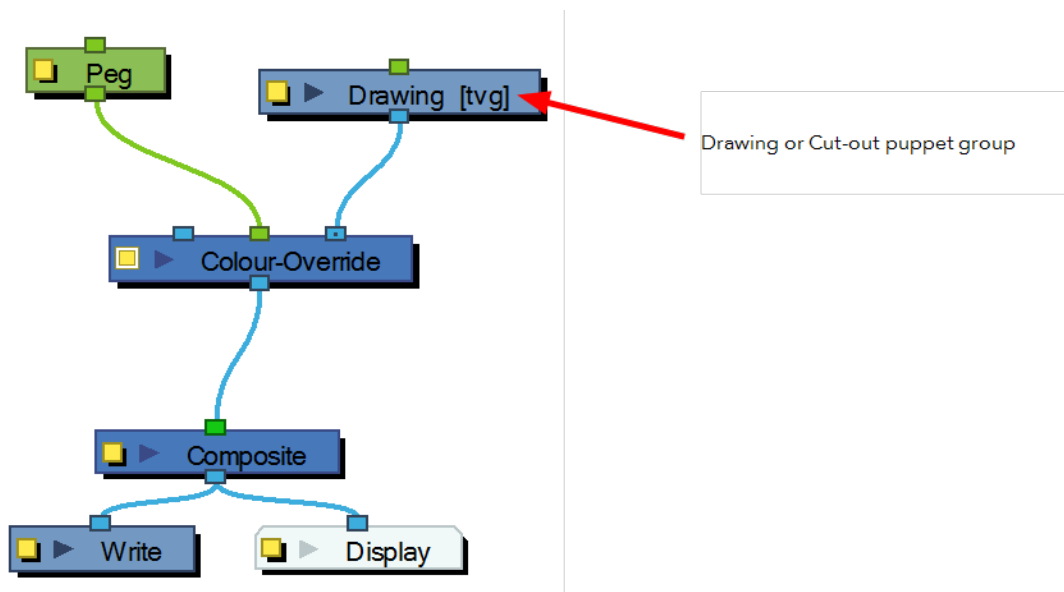 Peg
Drawing [tvg]
Drawing or Cut-out puppet group
Colour-Override
Composite
Write
Display